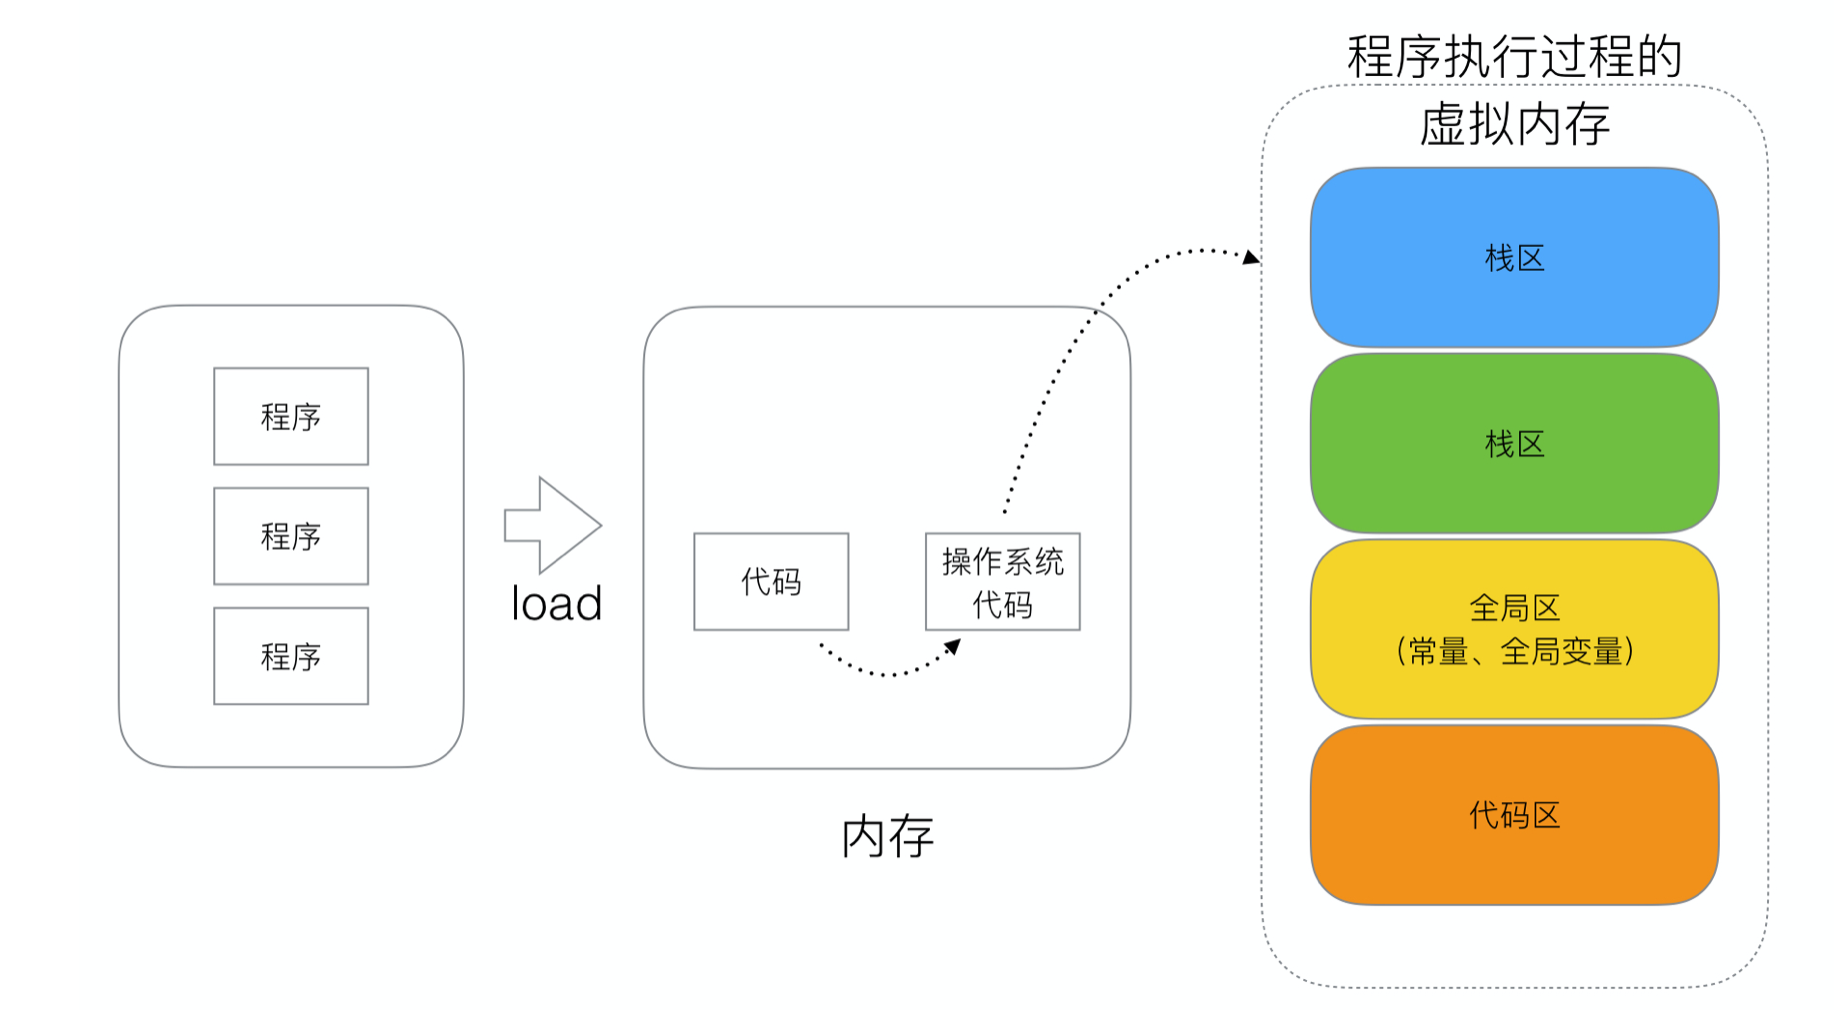 程序执行过程的
虚拟内存
栈区
栈区
全局区
（常量、全局变量）
代码区
程序
程序
程序
load
代码
操作系统
代码
内存